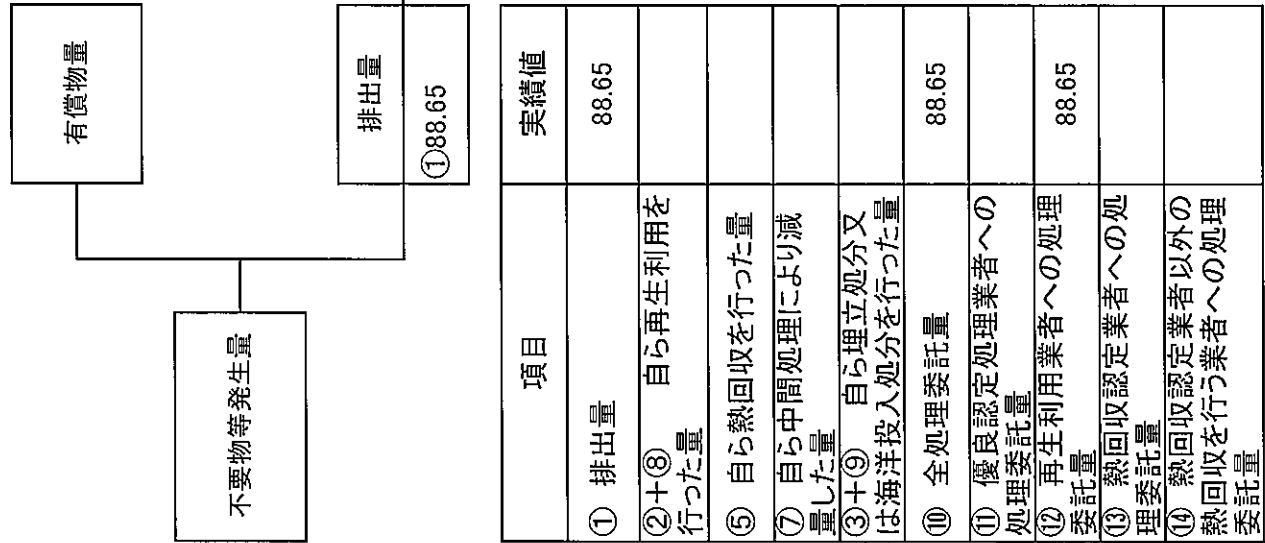 有償物量
不要物等発生量
排出量
①88.65
項目
実績値
① 排出量
88.65
②+⑧ 自ら再生利用を
行った量
⑤ 自ら熱回収を行った量
⑦ 自ら中間処理により減
量した量
③+⑨ 自ら埋立処分又
は海洋投入処分を行った量
⑩ 全処理委託量
88.65
⑪ 優良認定処理業者への
処理委託量
⑫ 再生利用業者への処理
委託量
88.65
⑬ 熱回収認定業者への処
理委託量
⑭ 熱回収認定業者以外の
熱回収を行う業者への処理
委託量